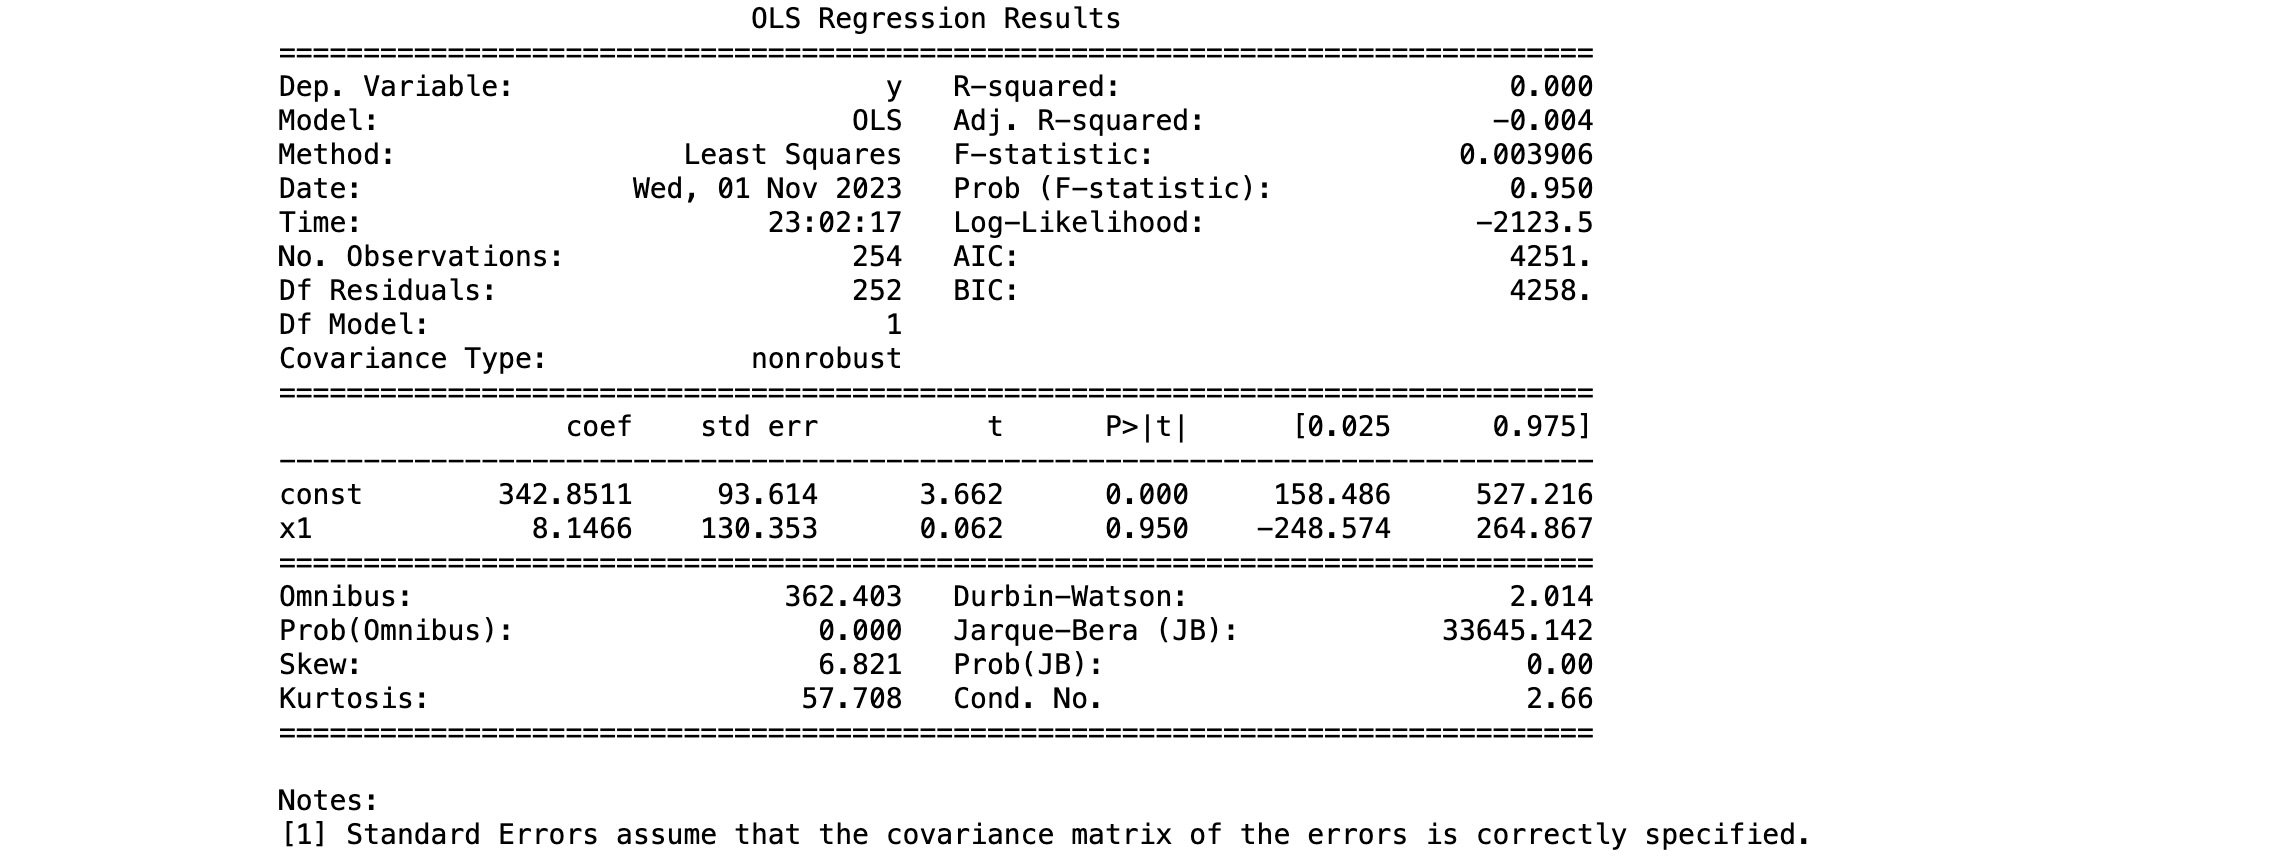 OLS Regression Results
==============================================================================
Dep. Variable:                      y   R-squared:                       0.000
Model:                            OLS   Adj. R-squared:                 -0.004
Method:                 Least Squares   F-statistic:                  0.003906
Date:                Wed, 01 Nov 2023   Prob (F-statistic):              0.950
Time:                        23:02:17   Log-Likelihood:                -2123.5
No. Observations:                 254   AIC:                             4251.
Df Residuals:                     252   BIC:                             4258.
Df Model:                           1
Covariance Type:            nonrobust
==============================================================================
                 coef    std err          t      P>|t|      [0.025      0.975]
------------------------------------------------------------------------------
const        342.8511     93.614      3.662      0.000     158.486     527.216
x1             8.1466    130.353      0.062      0.950    -248.574     264.867
==============================================================================
Omnibus:                      362.403   Durbin-Watson:                   2.014
Prob(Omnibus):                  0.000   Jarque-Bera (JB):            33645.142
Skew:                           6.821   Prob(JB):                         0.00
Kurtosis:                      57.708   Cond. No.                         2.66
==============================================================================
Notes:
[1] Standard Errors assume that the covariance matrix of the errors is correctly specified.